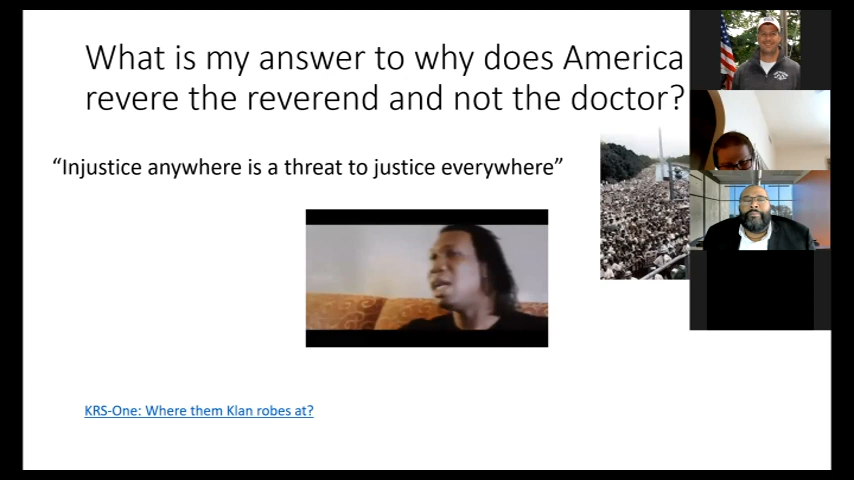 What is my answer to why does America
revere the reverend and not the doctor?
“Injustice anywhere is a threat to justice everywhere”
KRS-One: Where them Klan robes at?